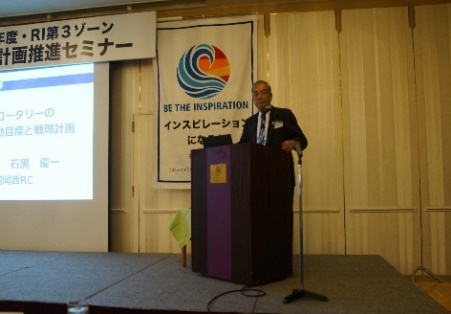 年度・RI第3ゾーン
計画推進セミナー
ロータリーの
動目標と戦略計画
石黒 慶一
岡西RC
BE THE INSPIRATION
インスピレーション
になろう